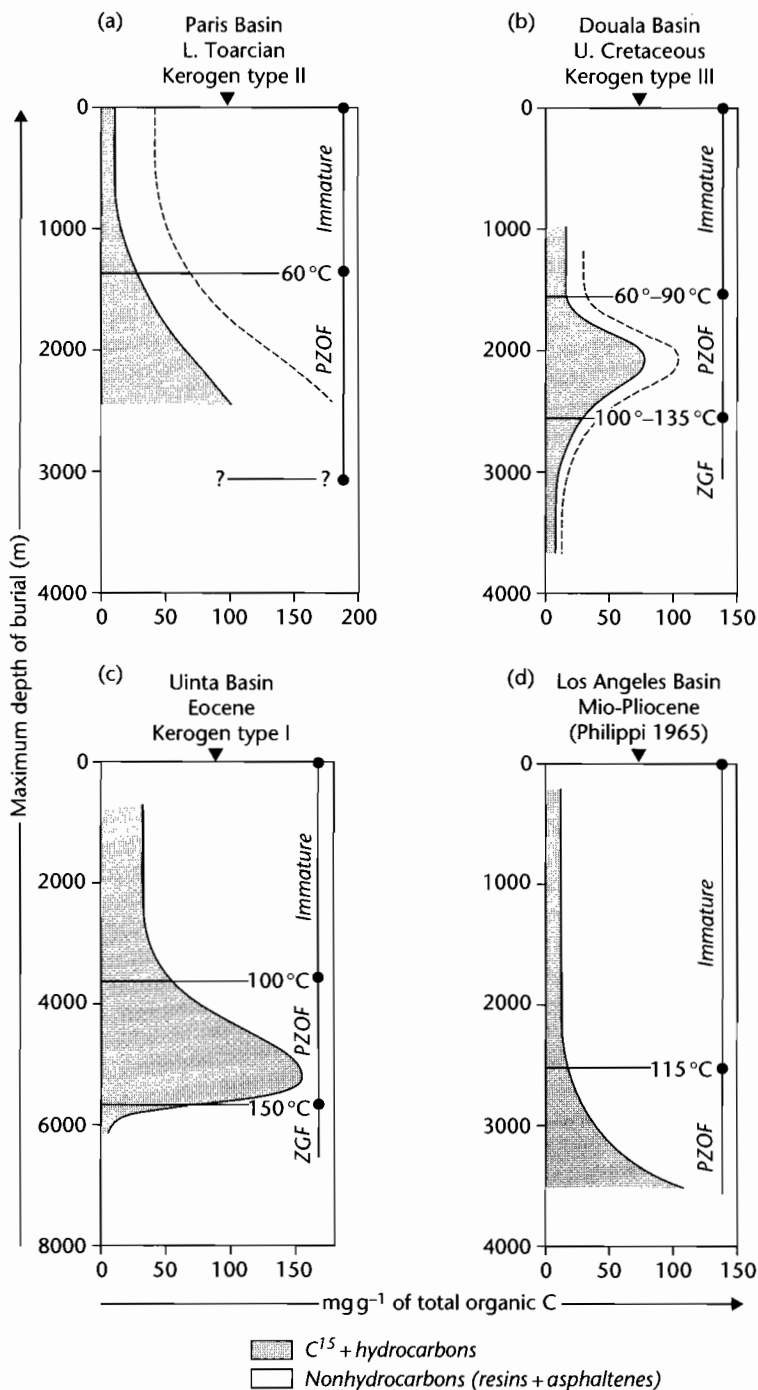 (a)
Paris Basin
L. Toarcian
Kerogen type II
0
1000
2000
3000
4000
0 50 100 150 200
Immature
60 °C
PZOF
? ?
(b)
Douala Basin
U. Cretaceous
Kerogen type III
0
1000
2000
3000
4000
0 50 100 150
Immature
60°–90 °C
PZOF
100°–135 °C
ZGF
Maximum depth of burial (m)
(c)
Uinta Basin
Eocene
Kerogen type I
0
2000
4000
6000
8000
0 50 100 150
Immature
100 °C
PZOF
150 °C
ZGF
(d)
Los Angeles Basin
Mio-Pliocene
(Philippi 1965)
0
1000
2000
3000
4000
0 50 100 150
Immature
115 °C
PZOF
mg g⁻¹ of total organic C
C¹⁵ + hydrocarbons
Nonhydrocarbons (resins + asphaltenes)